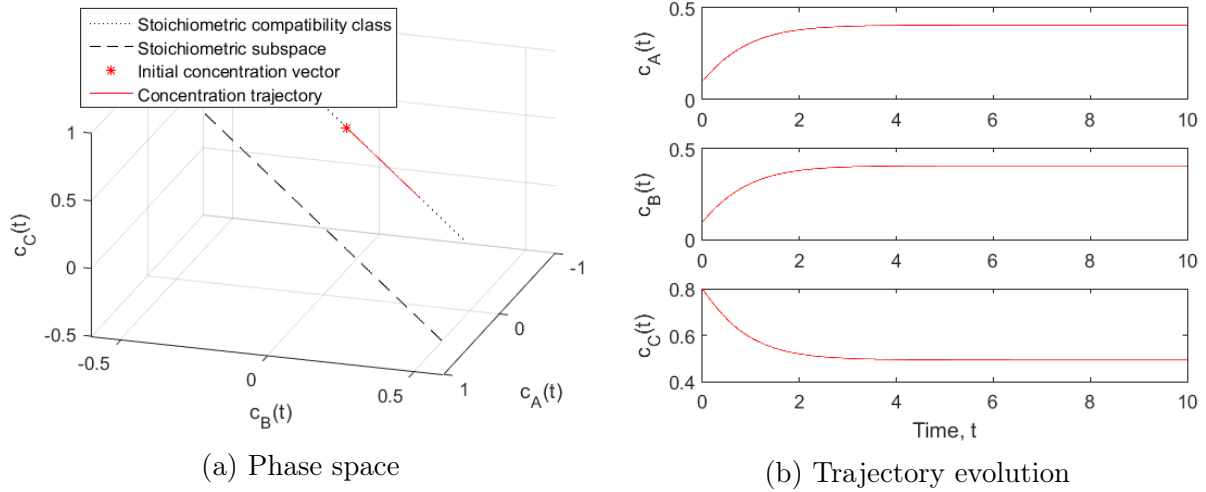 Stoichiometric compatibility class
Stoichiometric subspace
Initial concentration vector
Concentration trajectory
1
0.5
0
-0.5
c_C(t)
-0.5
0
0.5
c_B(t)
1
0
-1
c_A(t)
(a) Phase space
0.5
0
c_A(t)
0 2 4 6 8 10
0.5
0
c_B(t)
0 2 4 6 8 10
0.8
0.6
0.4
c_C(t)
0 2 4 6 8 10
Time, t
(b) Trajectory evolution